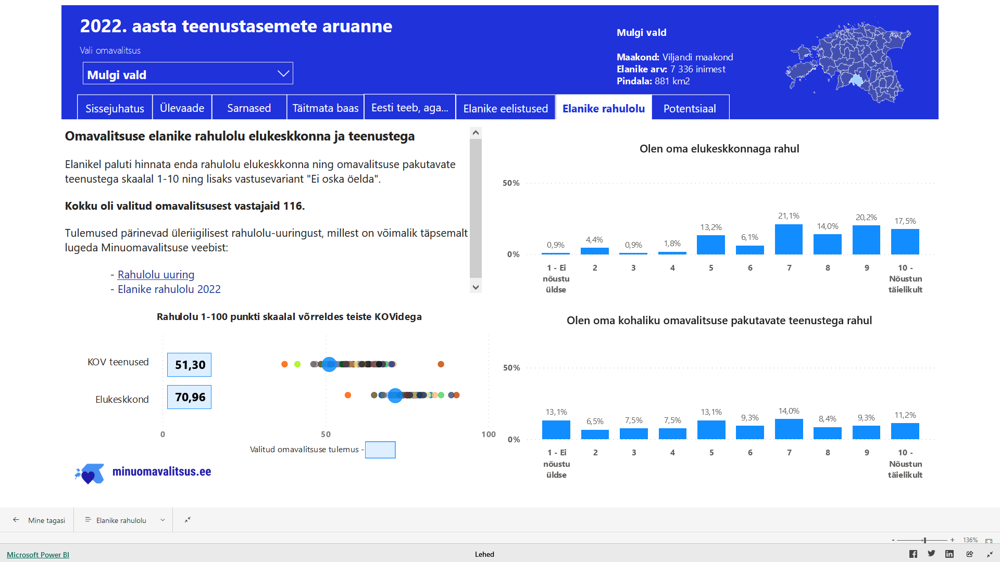 2022. aasta teenustasemete aruanne
Vali omavalitsus
Mulgi vald
Mulgi vald
Maakond: Viljandi maakond
Elanike arv: 7 336 inimest
Pindala: 881 km2
Sissejuhatus
Ülevaade
Sarnased
Täitmata baas
Eesti teeb, aga...
Elanike eelistused
Elanike rahulolu
Potentsiaal
Omavalitsuse elanike rahulolu elukeskkonna ja teenustega
Elanikel paluti hinnata enda rahulolu elukeskkonna ning omavalitsuse pakutavate
teenustega skaalal 1-10 ning lisaks vastusevariant "Ei oska öelda".
Kokku oli valitud omavalitsusest vastajaid 116.
Tulemused pärinevad üleriigilisest rahulolu-uuringust, millest on võimalik täpsemalt
lugeda Minuomavalitsuse veebist:
- Rahulolu uuring
- Elanike rahulolu 2022
Olen oma elukeskkonnaga rahul
50%
0%
0,9%
4,4%
0,9%
1,8%
13,2%
6,1%
21,1%
14,0%
20,2%
17,5%
1 - Ei
nõustu
üldse
2
3
4
5
6
7
8
9
10 -
Nõustun
täielikult
Rahulolu 1-100 punkti skaalal võrreldes teiste KOVidega
KOV teenused
51,30
Elukeskkond
70,96
0
50
100
Valitud omavalitsuse tulemus -
Olen oma kohaliku omavalitsuse pakutavate teenustega rahul
50%
0%
13,1%
6,5%
7,5%
7,5%
13,1%
9,3%
14,0%
8,4%
9,3%
11,2%
1 - Ei
nõustu
üldse
2
3
4
5
6
7
8
9
10 -
Nõustun
täielikult
minuomavalitsus.ee
Mine tagasi
Elanike rahulolu
- + 136%
Microsoft Power BI
Lehed